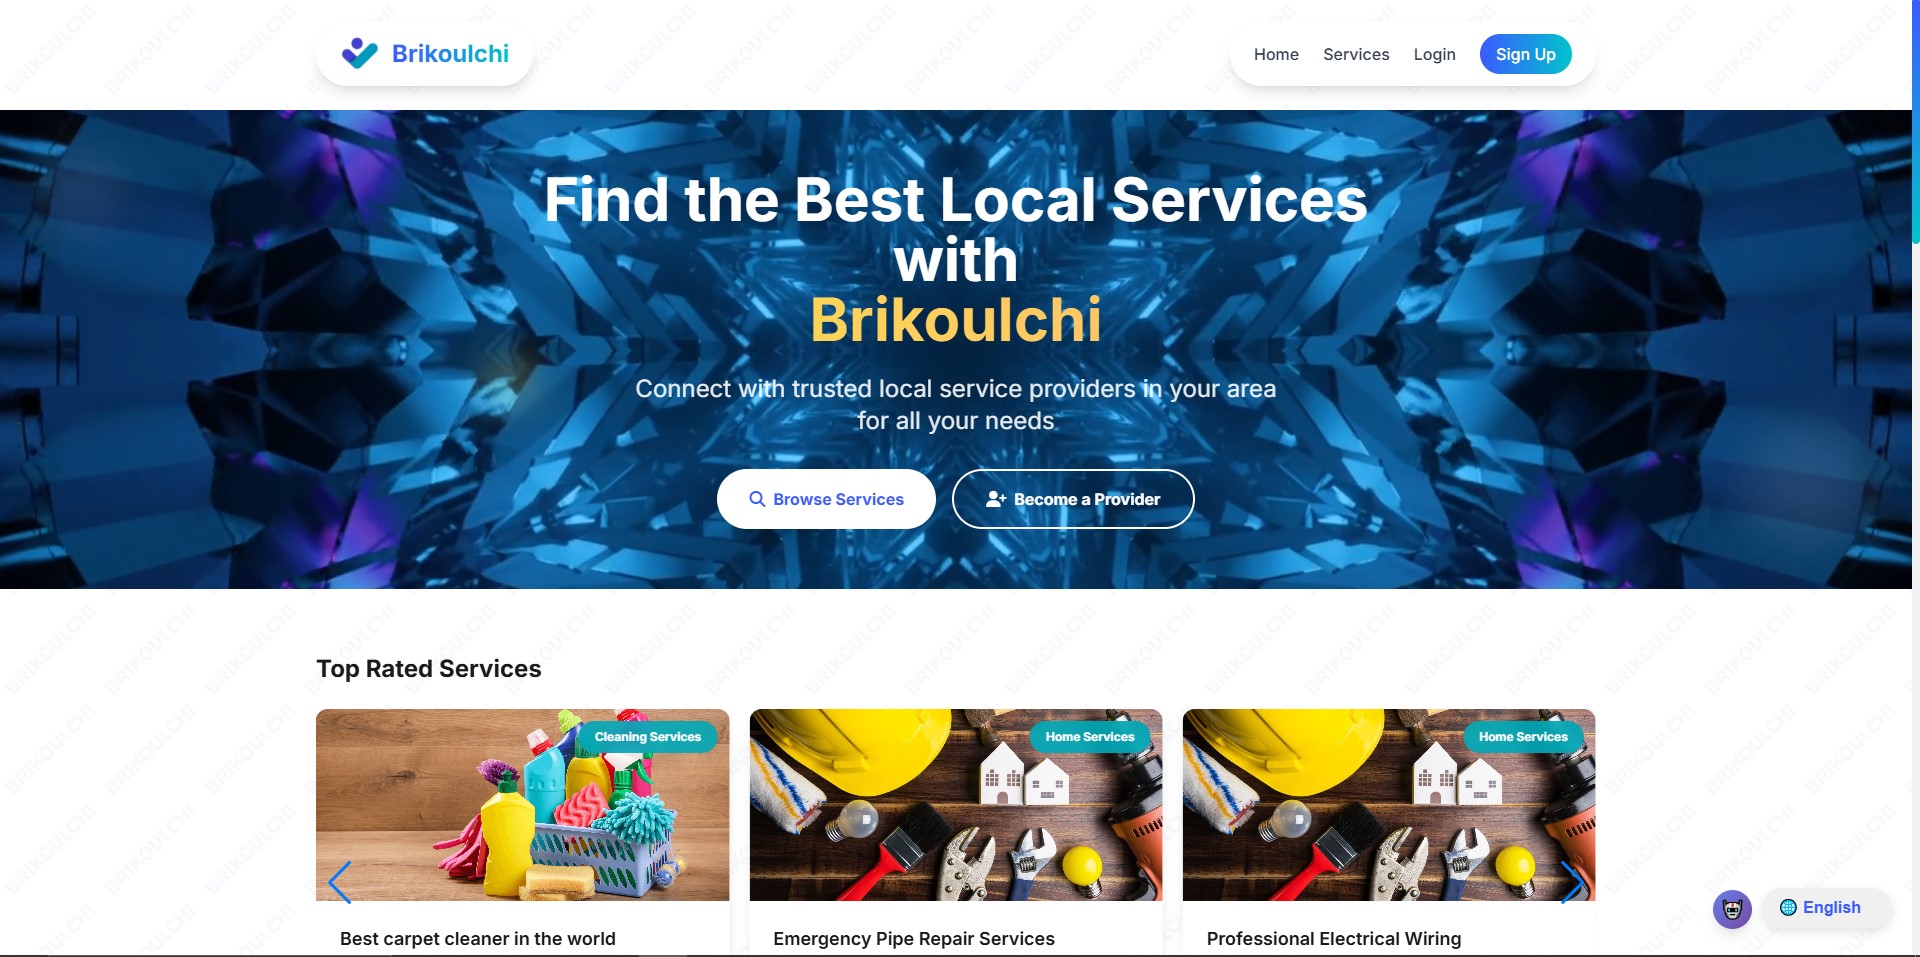 Brikoulchi
Home Services Login Sign Up
Find the Best Local Services
with
Brikoulchi
Connect with trusted local service providers in your area
for all your needs
Browse Services
Become a Provider
Top Rated Services
Cleaning Services
Home Services
Home Services
Best carpet cleaner in the world
Emergency Pipe Repair Services
Professional Electrical Wiring
English
BRIKOULCHI